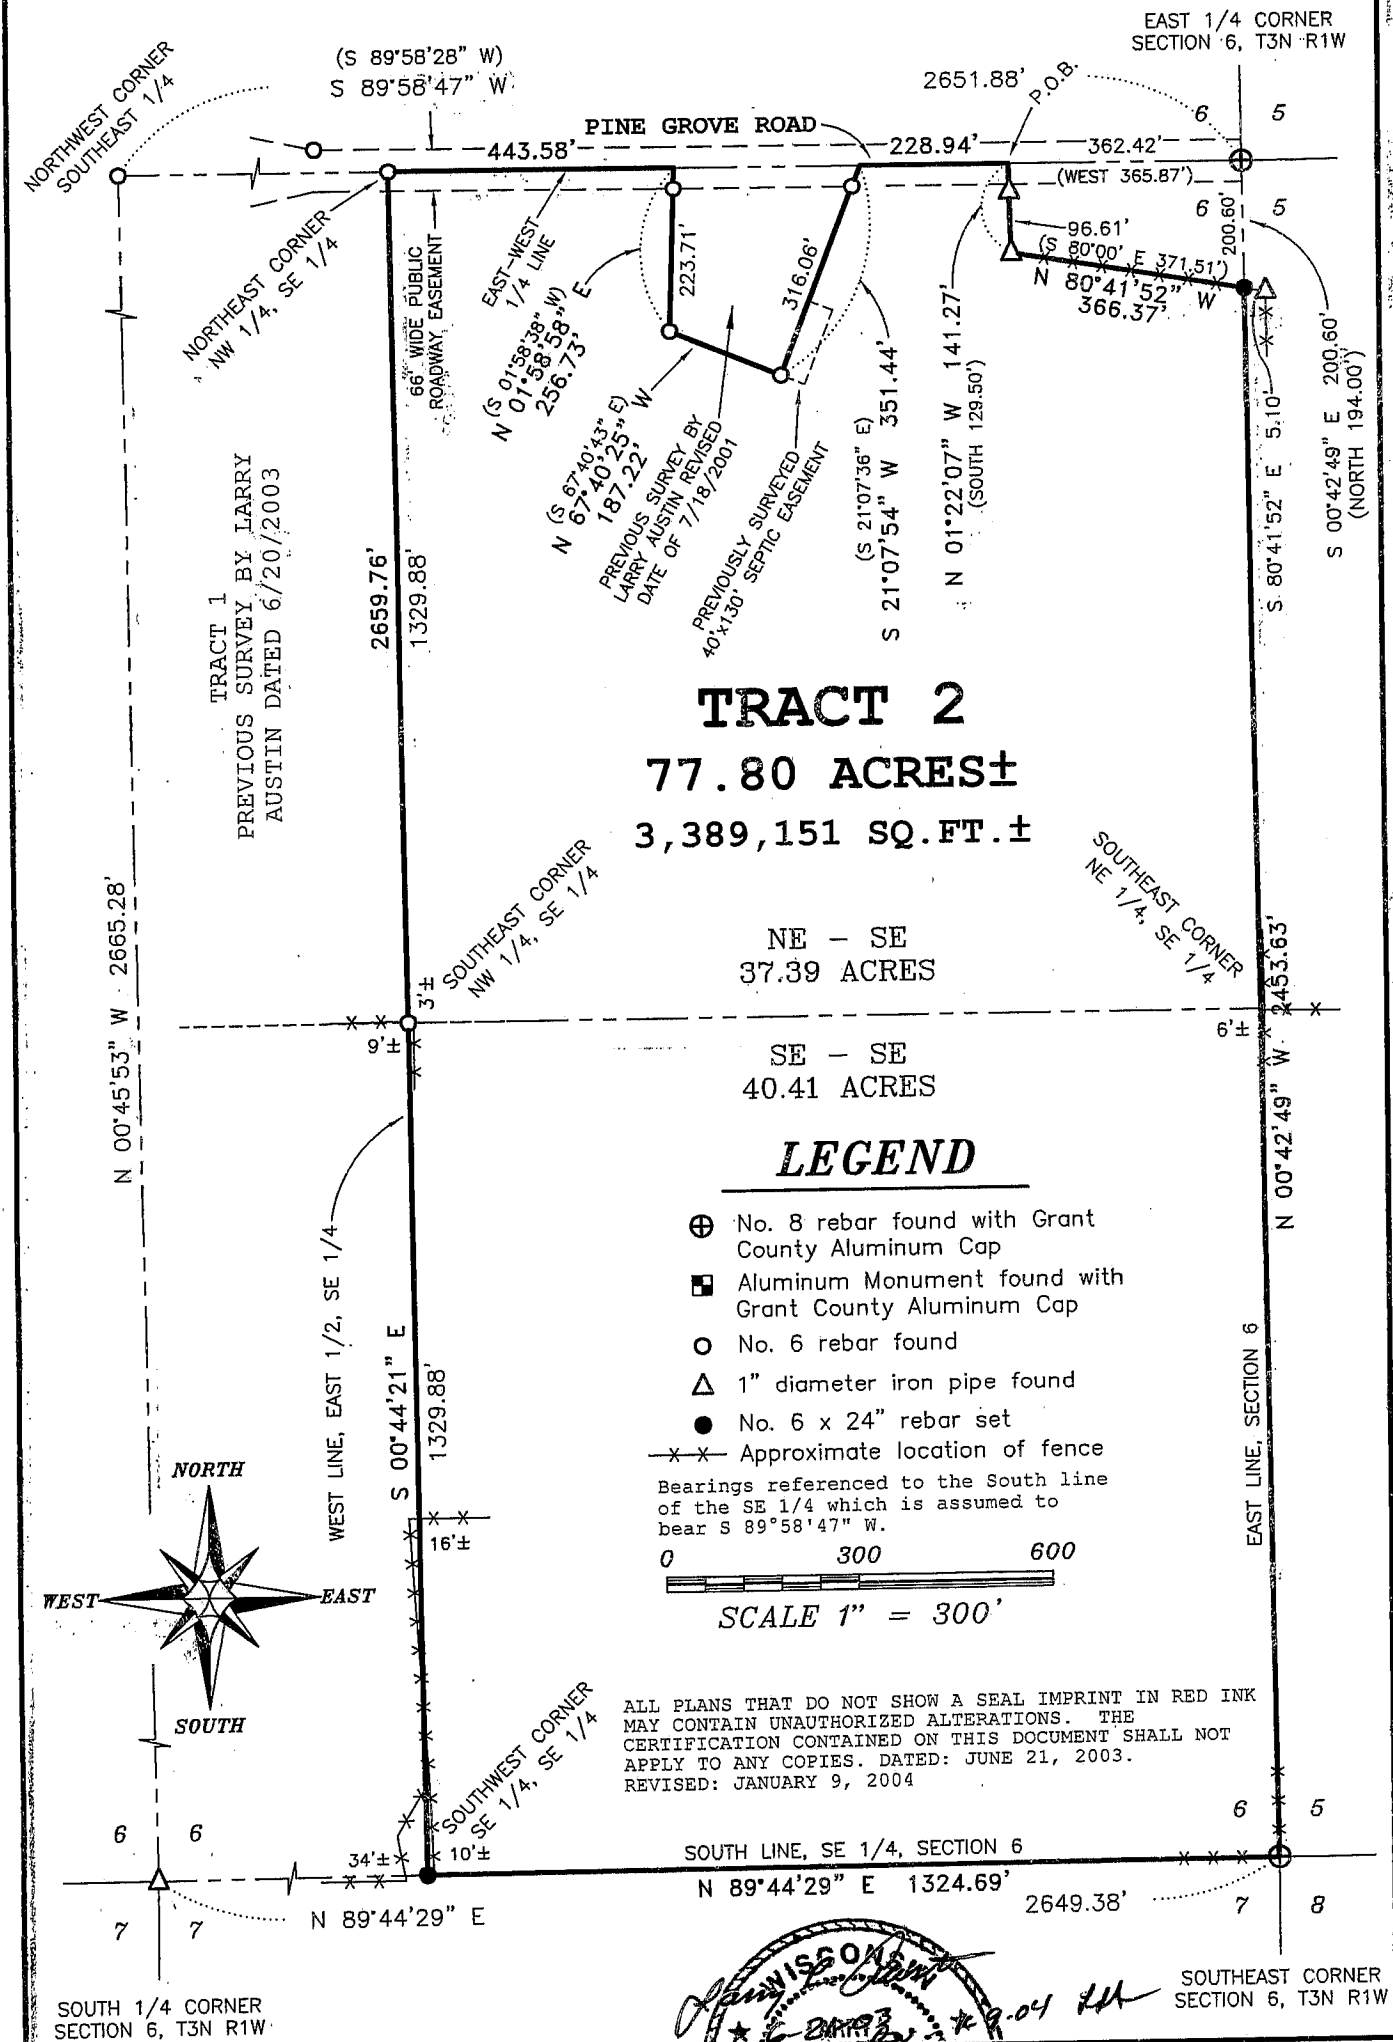 EAST 1/4 CORNER
SECTION 6, T3N R1W
(S 89°58'28" W)
S 89°58'47" W
2651.88'
P.O.B.
6
5
NORTHWEST CORNER
SOUTHEAST 1/4
PINE GROVE ROAD
443.58'
228.94'
362.42'
(WEST 365.87')
6
5
200.60'
NORTHEAST CORNER
NW 1/4, SE 1/4
66' WIDE PUBLIC
ROADWAY EASEMENT
EAST-WEST
1/4 LINE
(S 01°58'38" W)
N 01°58'58" E
256.73'
223.71'
316.06'
96.61'
(S 80°00' E 371.51')
N 80°41'52" W
366.37'
(S 67°40'43" E)
N 67°40'25" W
187.22'
PREVIOUS SURVEY BY
LARRY AUSTIN REVISED
DATE OF 7/18/2001
PREVIOUSLY SURVEYED
40'x130' SEPTIC EASEMENT
(S 21°07'36" E)
S 21°07'54" W 351.44'
N 01°22'07" W 141.27'
(SOUTH 129.50')
S 80°41'52" E 5.10'
S 00°42'49" E 200.60'
(NORTH 194.00')
TRACT 1
PREVIOUS SURVEY BY LARRY
AUSTIN DATED 6/20/2003
2659.76'
1329.88'
TRACT 2
77.80 ACRES±
3,389,151 SQ.FT.±
N 00°45'53" W 2665.28'
SOUTHEAST CORNER
NW 1/4, SE 1/4
SOUTHEAST CORNER
NE 1/4, SE 1/4
NE - SE
37.39 ACRES
3'±
9'±
6'±
SE - SE
40.41 ACRES
N 00°42'49" W 2453.63'
LEGEND
No. 8 rebar found with Grant
County Aluminum Cap
Aluminum Monument found with
Grant County Aluminum Cap
No. 6 rebar found
1" diameter iron pipe found
No. 6 x 24" rebar set
Approximate location of fence
Bearings referenced to the South line
of the SE 1/4 which is assumed to
bear S 89°58'47" W.
0 300 600
SCALE 1" = 300'
WEST LINE, EAST 1/2, SE 1/4
S 00°44'21" E
1329.88'
EAST LINE, SECTION 6
16'±
NORTH
WEST
EAST
SOUTH
SOUTHWEST CORNER
SE 1/4, SE 1/4
ALL PLANS THAT DO NOT SHOW A SEAL IMPRINT IN RED INK
MAY CONTAIN UNAUTHORIZED ALTERATIONS. THE
CERTIFICATION CONTAINED ON THIS DOCUMENT SHALL NOT
APPLY TO ANY COPIES. DATED: JUNE 21, 2003.
REVISED: JANUARY 9, 2004
6 6
6 5
34'±
10'±
SOUTH LINE, SE 1/4, SECTION 6
N 89°44'29" E 1324.69'
2649.38'
N 89°44'29" E
7 7
7 8
SOUTH 1/4 CORNER
SECTION 6, T3N R1W
SOUTHEAST CORNER
SECTION 6, T3N R1W
WISCONSIN